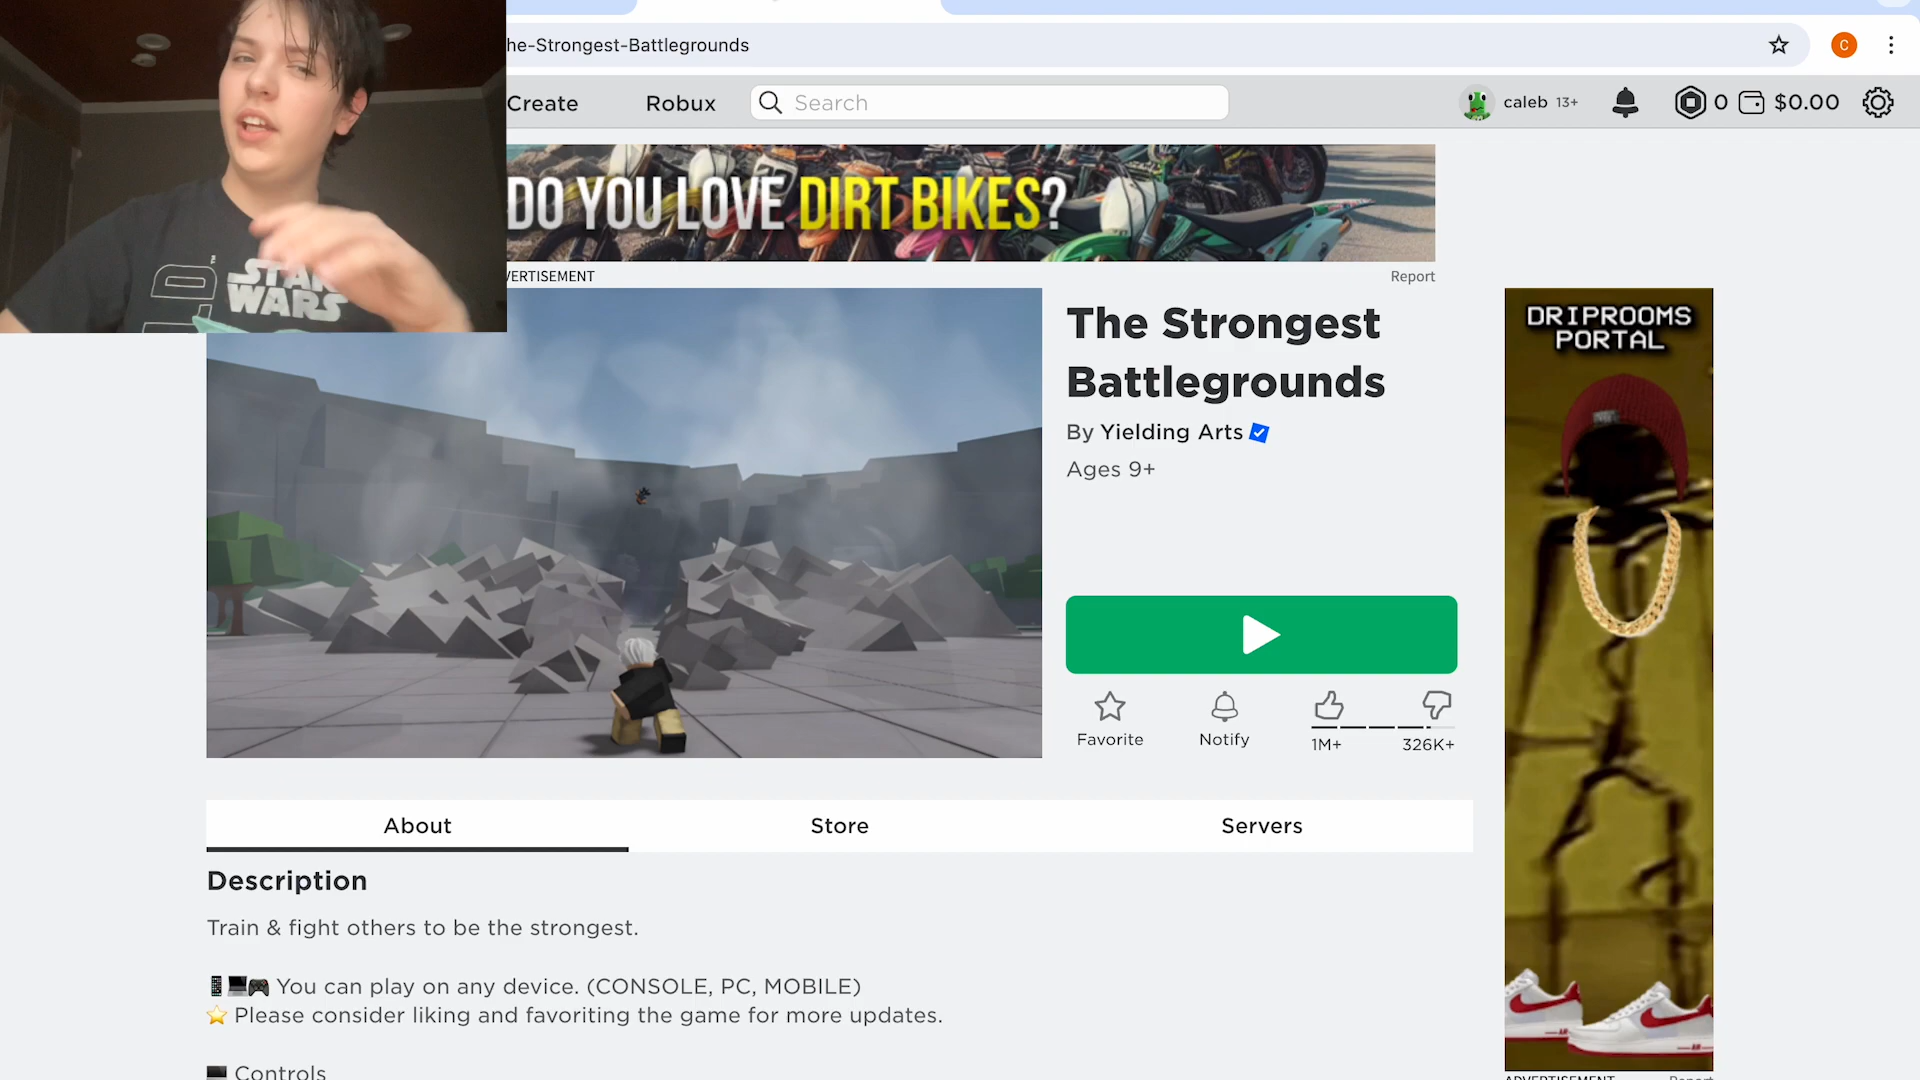 he-Strongest-Battlegrounds
C
Create
Robux
Search
caleb 13+
0
$0.00
STAR
WARS
DO YOU LOVE DIRT BIKES?
VERTISEMENT
Report
The Strongest
Battlegrounds
By Yielding Arts
Ages 9+
Favorite
Notify
1M+
326K+
DRIPROOMS
PORTAL
About
Store
Servers
Description
Train & fight others to be the strongest.
📱💻🎮 You can play on any device. (CONSOLE, PC, MOBILE)
⭐ Please consider liking and favoriting the game for more updates.
Controls
ADVERTISEMENT
Report